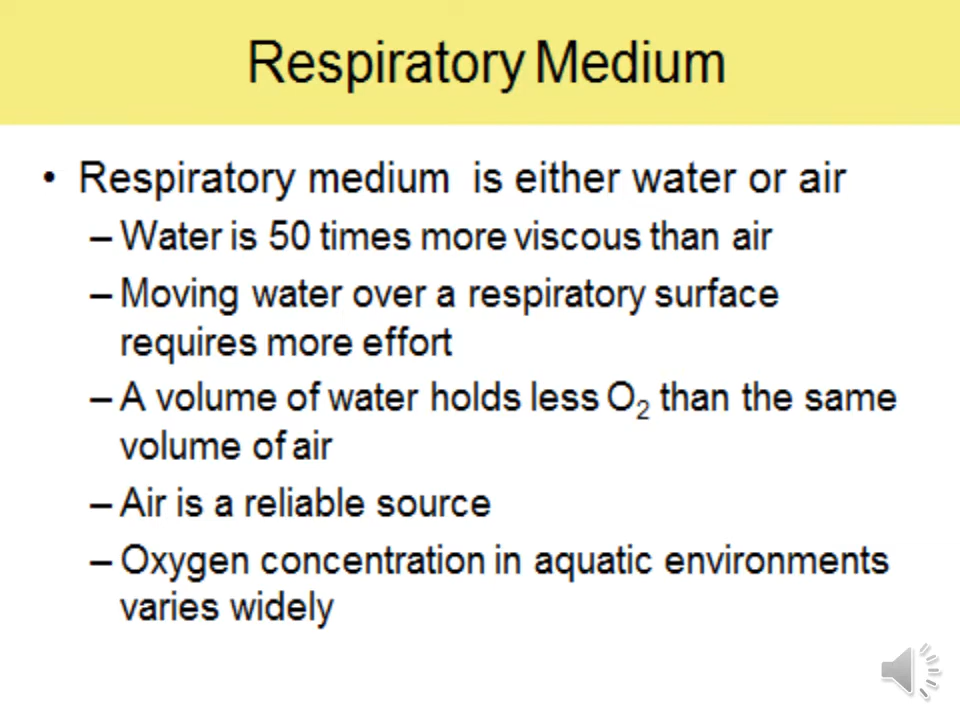 Respiratory Medium
• Respiratory medium is either water or air
– Water is 50 times more viscous than air
– Moving water over a respiratory surface
requires more effort
– A volume of water holds less O₂ than the same
volume of air
– Air is a reliable source
– Oxygen concentration in aquatic environments
varies widely